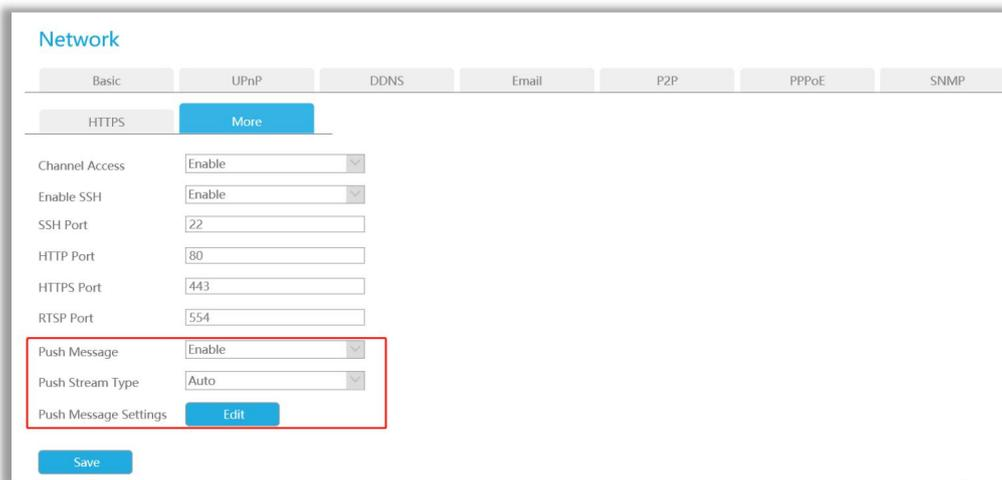 Network
Basic UPnP DDNS Email P2P PPPoE SNMP
HTTPS More
Channel Access Enable
Enable SSH Enable
SSH Port 22
HTTP Port 80
HTTPS Port 443
RTSP Port 554
Push Message Enable
Push Stream Type Auto
Push Message Settings Edit
Save